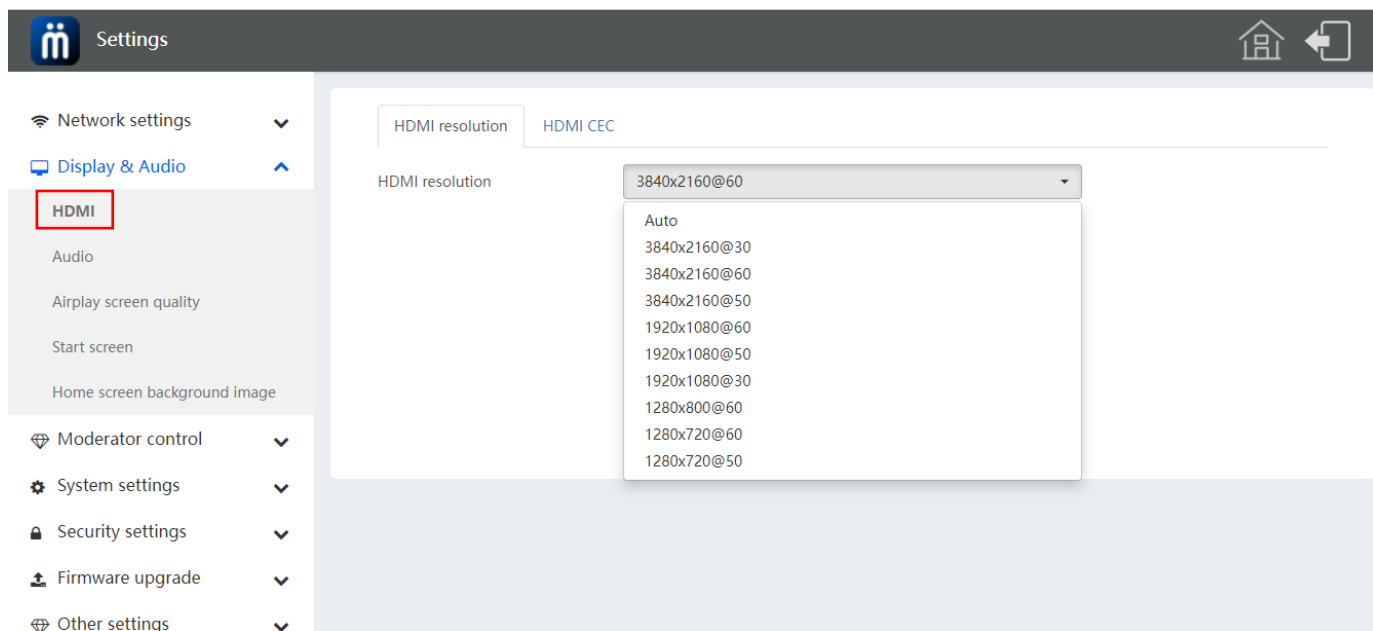 Settings
Network settings
Display & Audio
HDMI
Audio
Airplay screen quality
Start screen
Home screen background image
Moderator control
System settings
Security settings
Firmware upgrade
Other settings
HDMI resolution HDMI CEC
HDMI resolution 3840x2160@60
Auto
3840x2160@30
3840x2160@60
3840x2160@50
1920x1080@60
1920x1080@50
1920x1080@30
1280x800@60
1280x720@60
1280x720@50